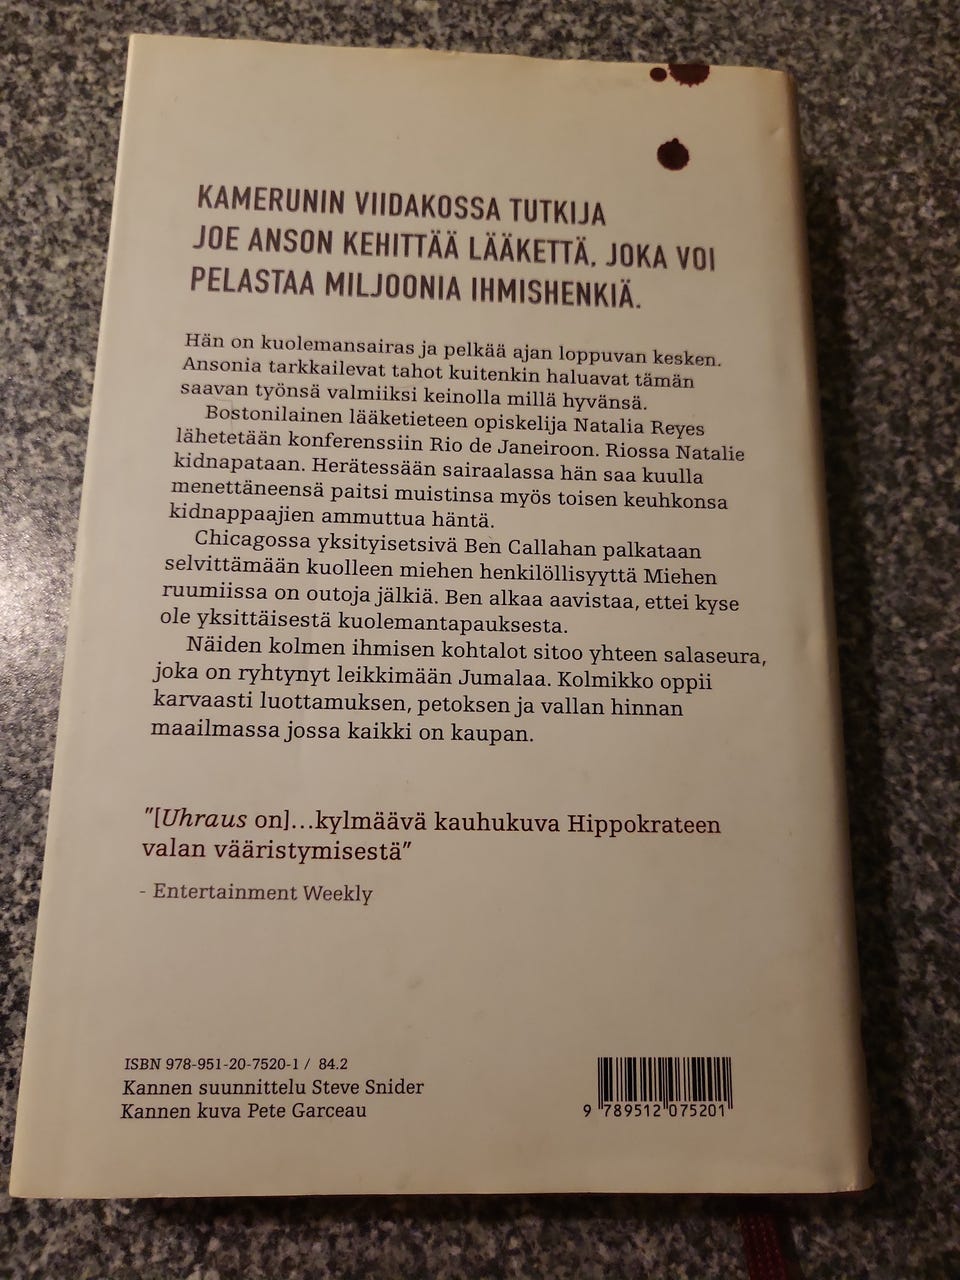 KAMERUNIN VIIDAKOSSA TUTKIJA
JOE ANSON KEHITTÄÄ LÄÄKETTÄ, JOKA VOI
PELASTAA MILJOONIA IHMISHENKIÄ.
Hän on kuolemansairas ja pelkää ajan loppuvan kesken.
Ansonia tarkkailevat tahot kuitenkin haluavat tämän
saavan työnsä valmiiksi keinolla millä hyvänsä.
Bostonilainen lääketieteen opiskelija Natalia Reyes
lähetetään konferenssiin Rio de Janeiroon. Riossa Natalie
kidnapataan. Herätessään sairaalassa hän saa kuulla
menettäneensä paitsi muistinsa myös toisen keuhkonsa
kidnappaajien ammuttua häntä.
Chicagossa yksityisetsivä Ben Callahan palkataan
selvittämään kuolleen miehen henkilöllisyyttä Miehen
ruumiissa on outoja jälkiä. Ben alkaa aavistaa, ettei kyse
ole yksittäisestä kuolemantapauksesta.
Näiden kolmen ihmisen kohtalot sitoo yhteen salaseura,
joka on ryhtynyt leikkimään Jumalaa. Kolmikko oppii
karvaasti luottamuksen, petoksen ja vallan hinnan
maailmassa jossa kaikki on kaupan.
"[Uhraus on]...kylmäävä kauhukuva Hippokrateen
valan vääristymisestä"
- Entertainment Weekly
ISBN 978-951-20-7520-1 / 84.2
Kannen suunnittelu Steve Snider
Kannen kuva Pete Garceau
9 789512 075201